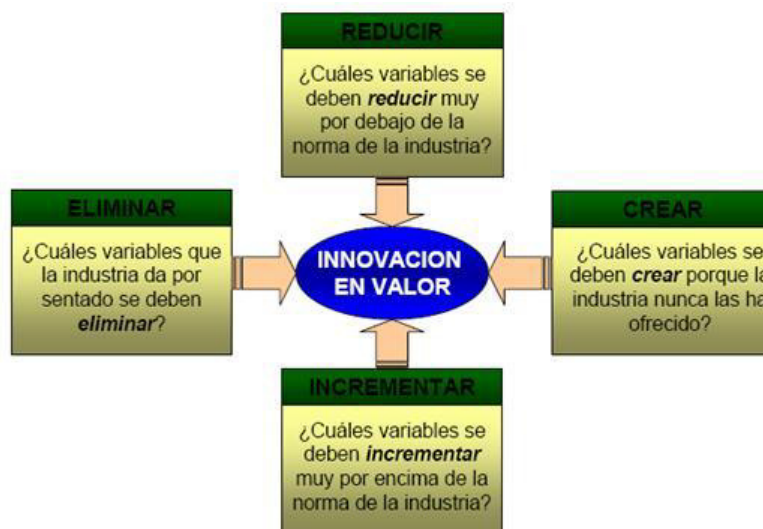 REDUCIR
¿Cuáles variables se
deben reducir muy
por debajo de la
norma de la industria?
ELIMINAR
¿Cuáles variables que
la industria da por
sentado se deben
eliminar?
INNOVACION
EN VALOR
CREAR
¿Cuáles variables se
deben crear porque la
industria nunca las ha
ofrecido?
INCREMENTAR
¿Cuáles variables se
deben incrementar
muy por encima de la
norma de la industria?